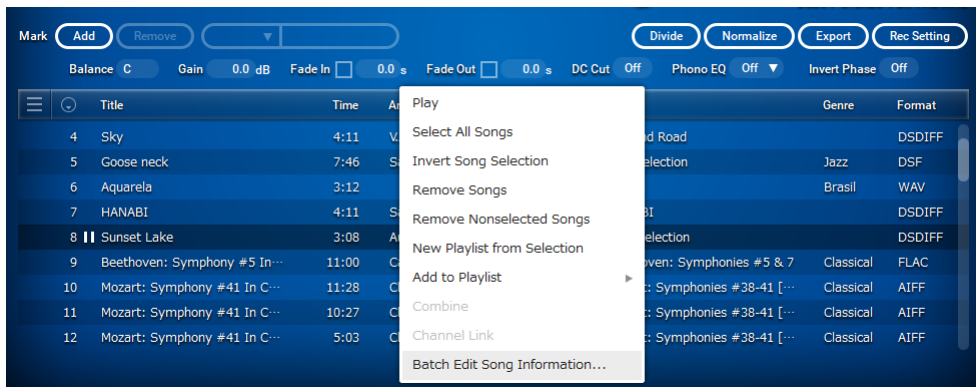 Mark Add Remove Divide Normalize Export Rec Setting
Balance C Gain 0.0 dB Fade In 0.0 s Fade Out 0.0 s DC Cut Off Phono EQ Off Invert Phase Off
Title Time Genre Format
4 Sky 4:11 d Road DSDIFF
5 Goose neck 7:46 election Jazz DSF
6 Aquarela 3:12 Brasil WAV
7 HANABI 4:11 BI DSDIFF
8 Sunset Lake 3:08 election DSDIFF
9 Beethoven: Symphony #5 In··· 11:00 oven: Symphonies #5 & 7 Classical FLAC
10 Mozart: Symphony #41 In C··· 11:28 t: Symphonies #38-41 [··· Classical AIFF
11 Mozart: Symphony #41 In C··· 10:27 t: Symphonies #38-41 [··· Classical AIFF
12 Mozart: Symphony #41 In C··· 5:03 t: Symphonies #38-41 [··· Classical AIFF
Play
Select All Songs
Invert Song Selection
Remove Songs
Remove Nonselected Songs
New Playlist from Selection
Add to Playlist
Combine
Channel Link
Batch Edit Song Information...